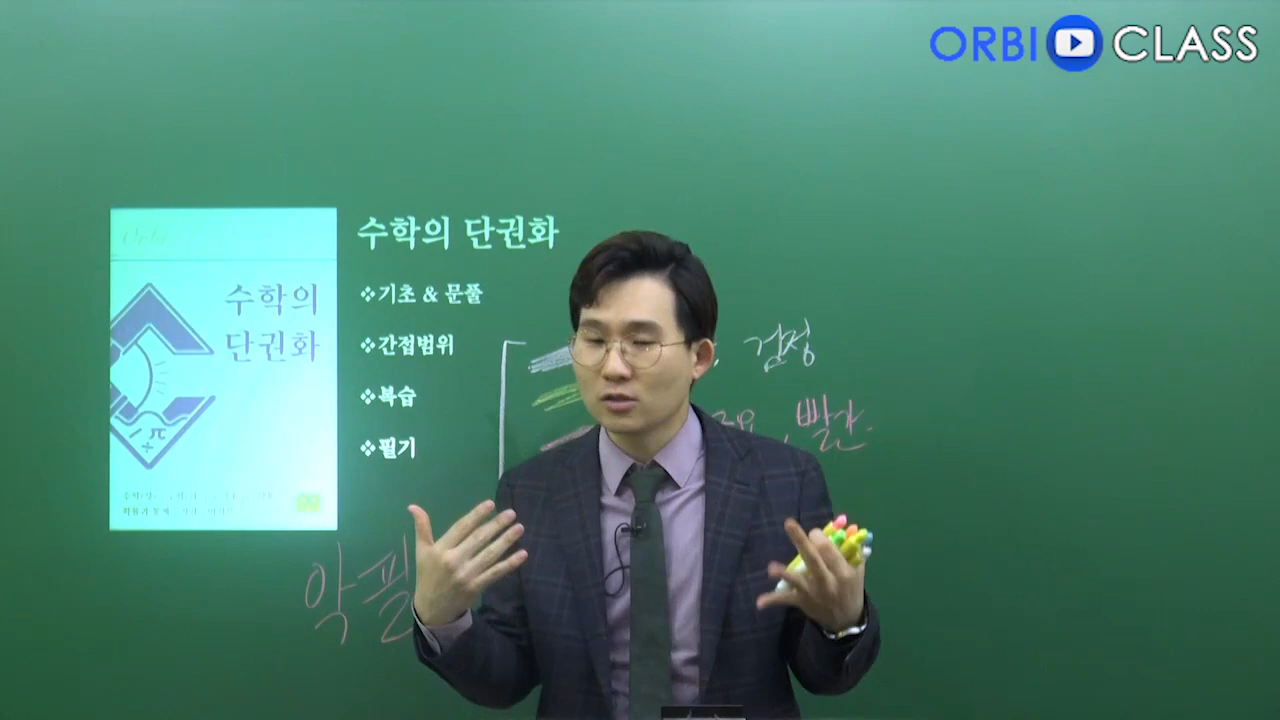 ORBI CLASS
수학의 단권화
수학의
단권화
❖기초 & 문풀
❖간접범위
❖복습
❖필기
검정
빨간.
악필